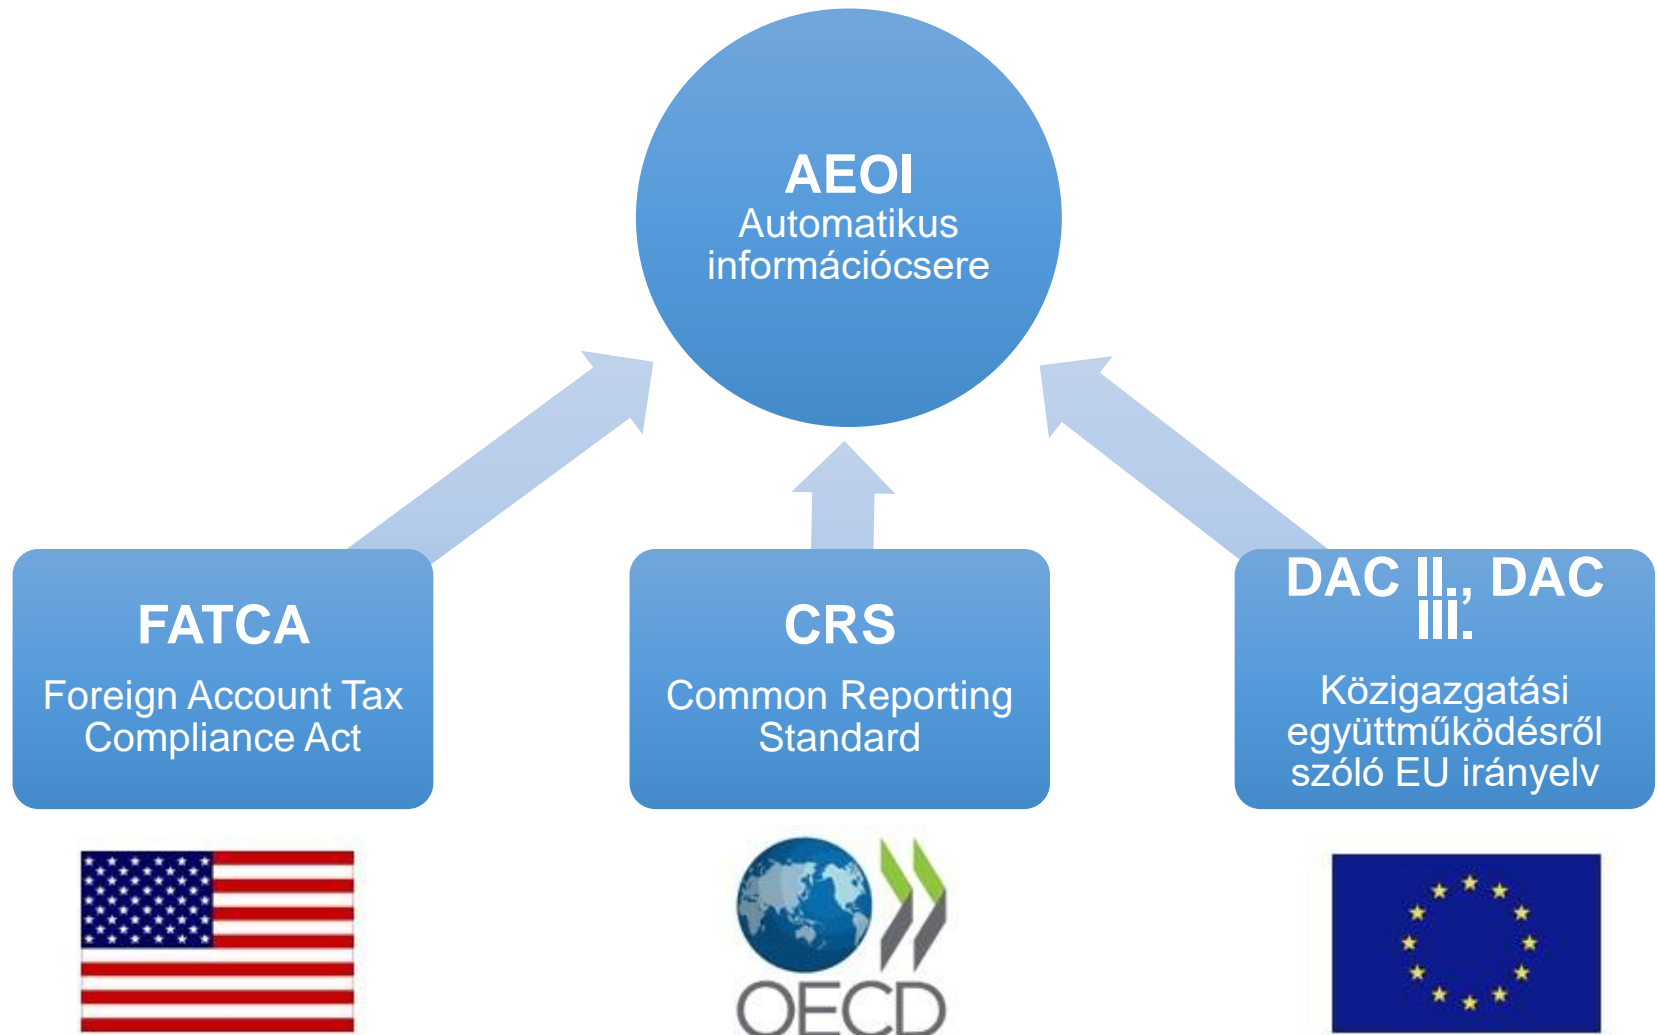 AEOI
Automatikus
információcsere
FATCA
Foreign Account Tax
Compliance Act
CRS
Common Reporting
Standard
DAC II., DAC
III.
Közigazgatási
együttműködésről
szóló EU irányelv
OECD